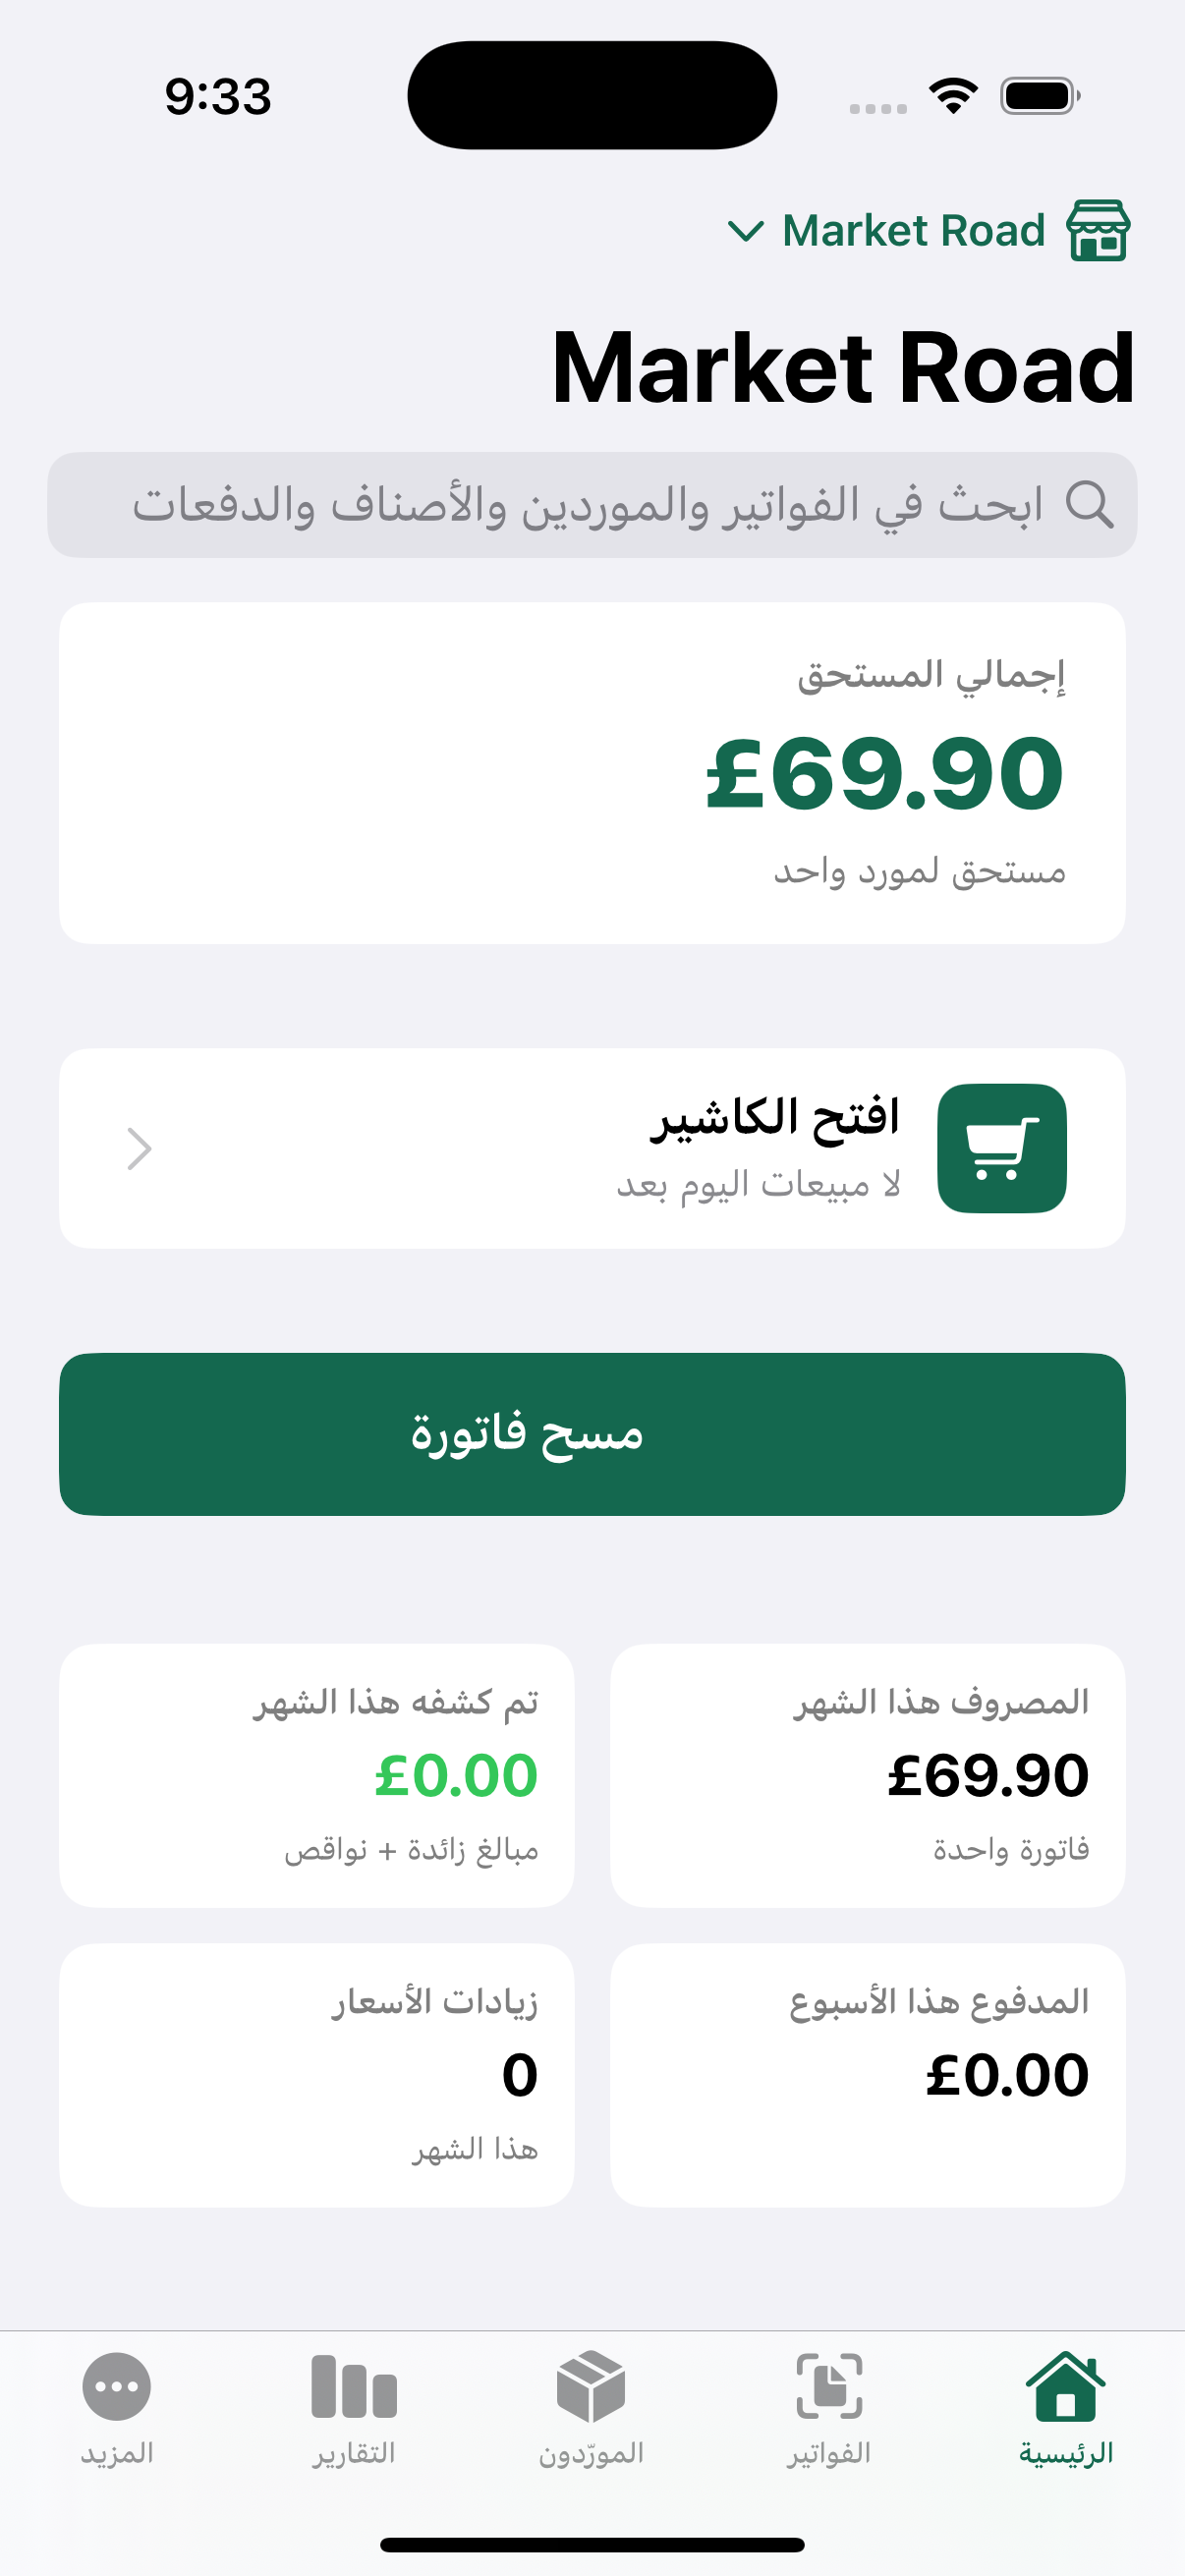 9:33
Market Road
Market Road
ابحث في الفواتير والموردين والأصناف والدفعات
إجمالي المستحق
£69.90
مستحق لمورد واحد
افتح الكاشير
لا مبيعات اليوم بعد
مسح فاتورة
المصروف هذا الشهر
£69.90
فاتورة واحدة
تم كشفه هذا الشهر
£0.00
مبالغ زائدة + نواقص
المدفوع هذا الأسبوع
£0.00
زيادات الأسعار
0
هذا الشهر
الرئيسية
الفواتير
المورّدون
التقارير
المزيد